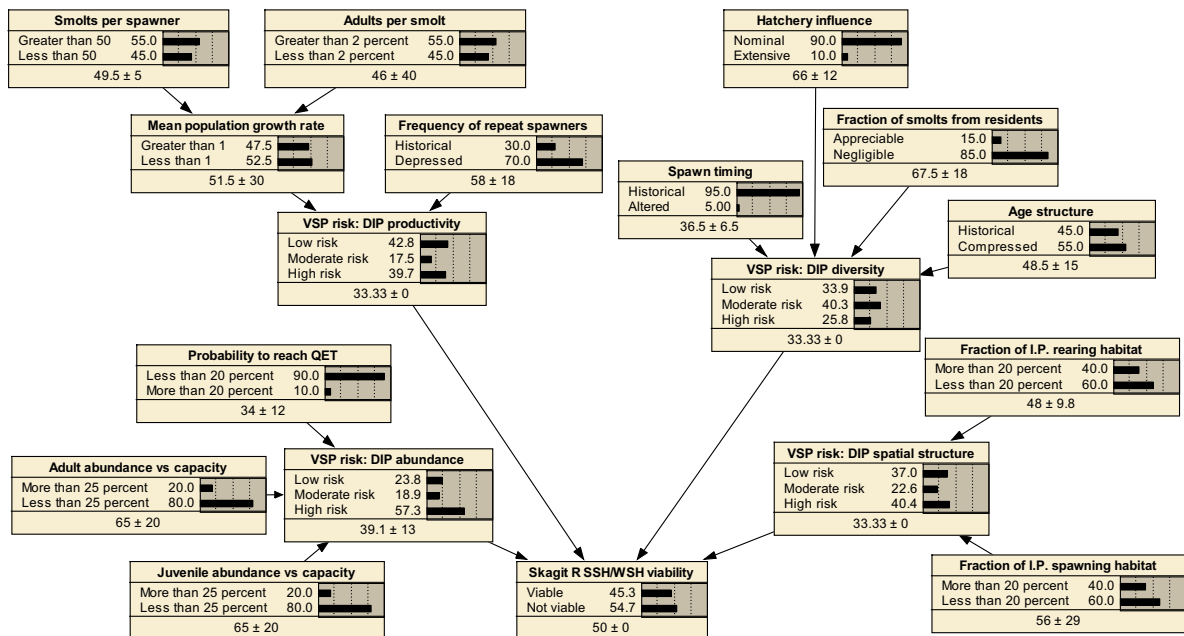 Smolts per spawner
Greater than 50 55.0
Less than 50 45.0
49.5 ± 5
Adults per smolt
Greater than 2 percent 55.0
Less than 2 percent 45.0
46 ± 40
Hatchery influence
Nominal 90.0
Extensive 10.0
66 ± 12
Mean population growth rate
Greater than 1 47.5
Less than 1 52.5
51.5 ± 30
Frequency of repeat spawners
Historical 30.0
Depressed 70.0
58 ± 18
Fraction of smolts from residents
Appreciable 15.0
Negligible 85.0
67.5 ± 18
Spawn timing
Historical 95.0
Altered 5.00
36.5 ± 6.5
Age structure
Historical 45.0
Compressed 55.0
48.5 ± 15
VSP risk: DIP productivity
Low risk 42.8
Moderate risk 17.5
High risk 39.7
33.33 ± 0
VSP risk: DIP diversity
Low risk 33.9
Moderate risk 40.3
High risk 25.8
33.33 ± 0
Probability to reach QET
Less than 20 percent 90.0
More than 20 percent 10.0
34 ± 12
Fraction of I.P. rearing habitat
More than 20 percent 40.0
Less than 20 percent 60.0
48 ± 9.8
Adult abundance vs capacity
More than 25 percent 20.0
Less than 25 percent 80.0
65 ± 20
VSP risk: DIP abundance
Low risk 23.8
Moderate risk 18.9
High risk 57.3
39.1 ± 13
VSP risk: DIP spatial structure
Low risk 37.0
Moderate risk 22.6
High risk 40.4
33.33 ± 0
Juvenile abundance vs capacity
More than 25 percent 20.0
Less than 25 percent 80.0
65 ± 20
Skagit R SSH/WSH viability
Viable 45.3
Not viable 54.7
50 ± 0
Fraction of I.P. spawning habitat
More than 20 percent 40.0
Less than 20 percent 60.0
56 ± 29